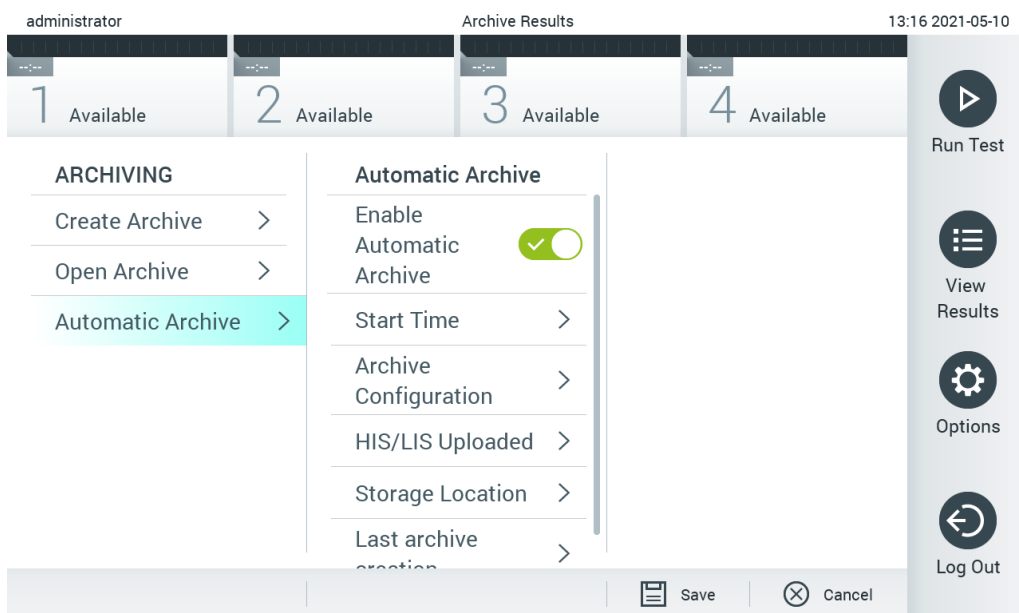 administrator
Archive Results
13:16 2021-05-10
--:--
--:--
--:--
--:--
1 Available
2 Available
3 Available
4 Available
Run Test
View
Results
Options
Log Out
ARCHIVING
Create Archive
Open Archive
Automatic Archive
Automatic Archive
Enable
Automatic
Archive
Start Time
Archive
Configuration
HIS/LIS Uploaded
Storage Location
Last archive
creation
Save
Cancel